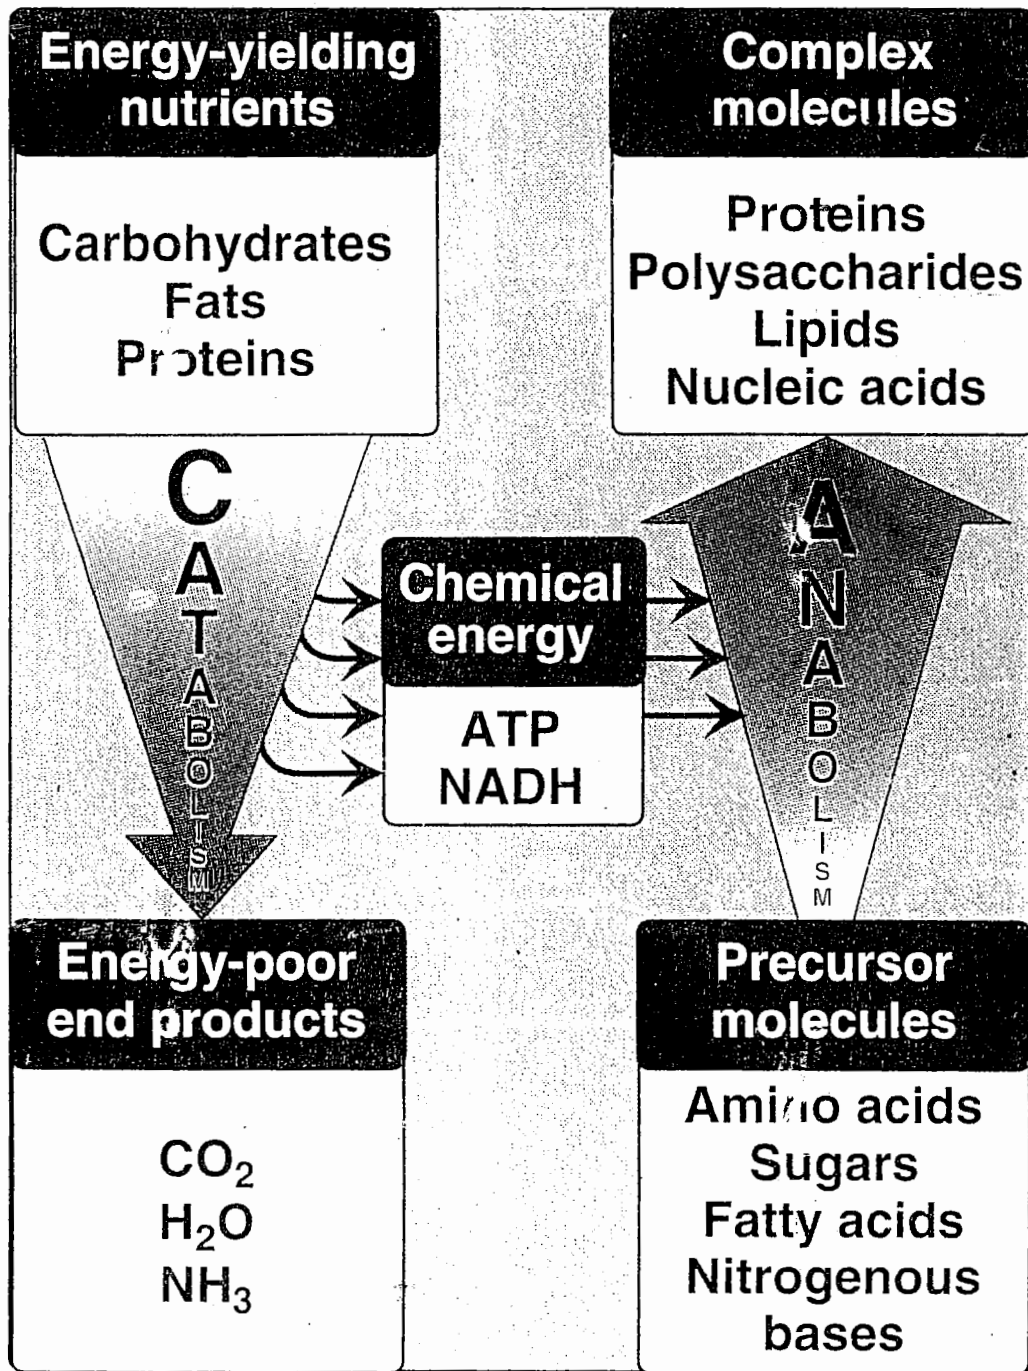 Energy-yielding
nutrients
Carbohydrates
Fats
Proteins
Complex
molecules
Proteins
Polysaccharides
Lipids
Nucleic acids
CATABOLISM
Chemical
energy
ATP
NADH
ANABOLISM
Energy-poor
end products
CO₂
H₂O
NH₃
Precursor
molecules
Amino acids
Sugars
Fatty acids
Nitrogenous
bases